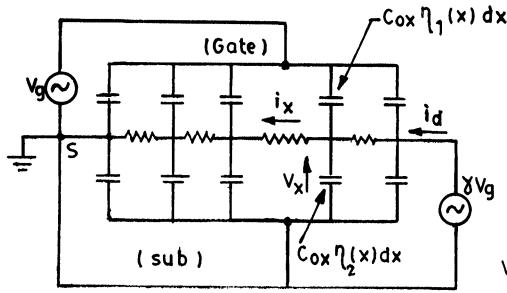 Cox η1(x) dx
(Gate)
Vg
ix
id
S
Vx
γVg
Cox η2(x) dx
(sub)